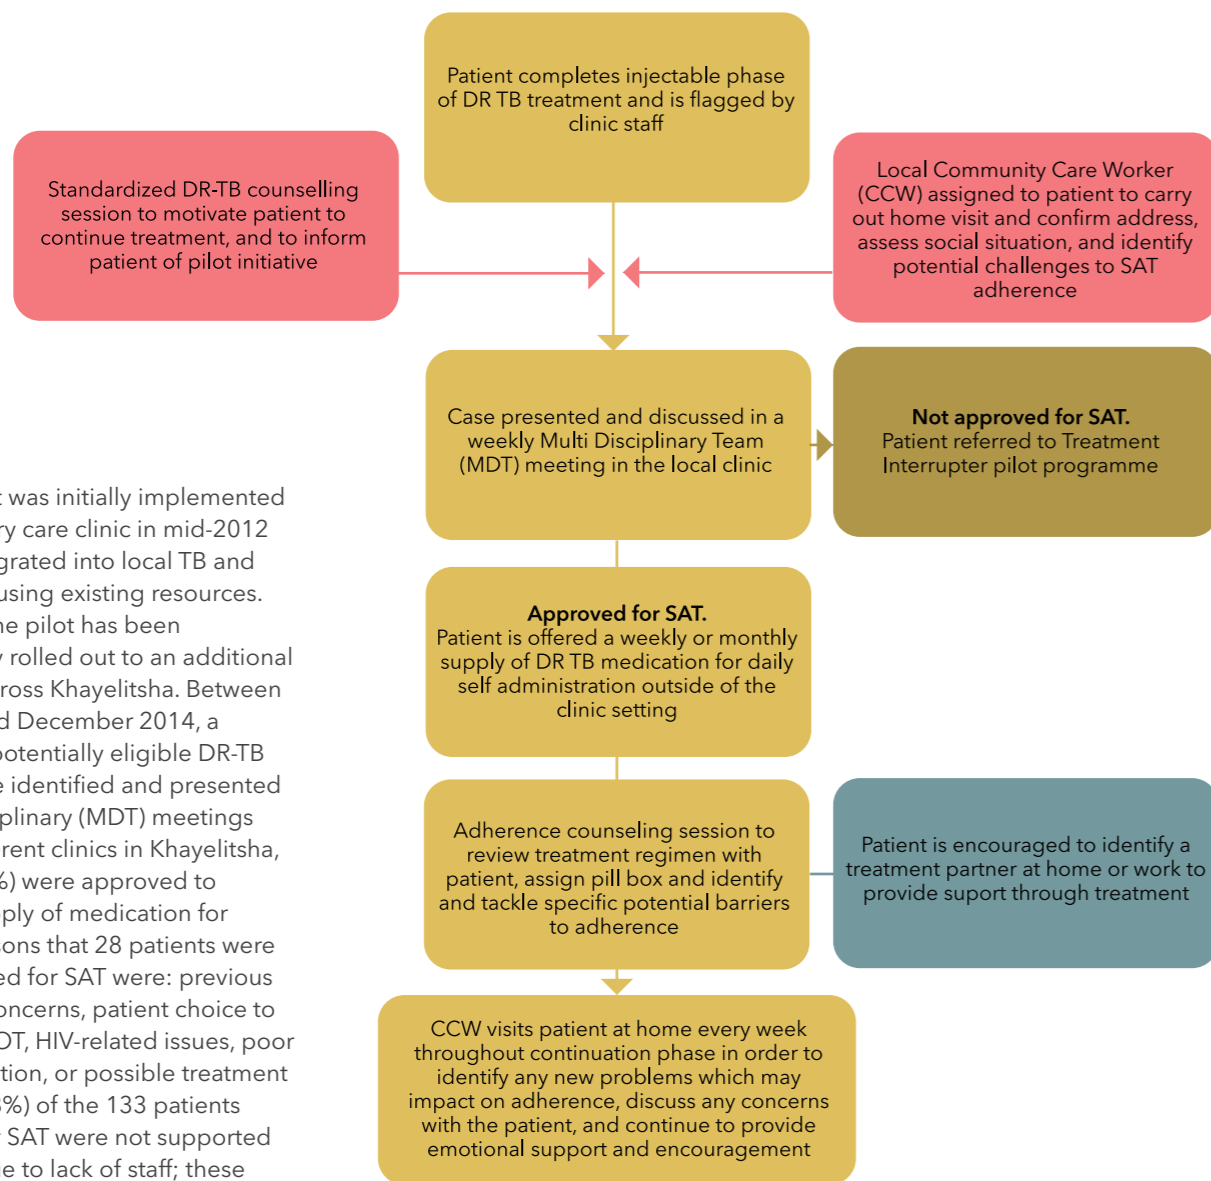 Patient completes injectable phase
of DR TB treatment and is flagged by
clinic staff
Standardized DR-TB counselling
session to motivate patient to
continue treatment, and to inform
patient of pilot initiative
Local Community Care Worker
(CCW) assigned to patient to carry
out home visit and confirm address,
assess social situation, and identify
potential challenges to SAT
adherence
Case presented and discussed in a
weekly Multi Disciplinary Team
(MDT) meeting in the local clinic
Not approved for SAT.
Patient referred to Treatment
Interrupter pilot programme
Approved for SAT.
Patient is offered a weekly or monthly
supply of DR TB medication for daily
self administration outside of the
clinic setting
Adherence counseling session to
review treatment regimen with
patient, assign pill box and identify
and tackle specific potential barriers
to adherence
Patient is encouraged to identify a
treatment partner at home or work to
provide suport through treatment
CCW visits patient at home every week
throughout continuation phase in order to
identify any new problems which may
impact on adherence, discuss any concerns
with the patient, and continue to provide
emotional support and encouragement
was initially implemented
care clinic in mid-2012
into local TB and
using existing resources.
pilot has been
rolled out to an additional
Khayelitsha. Between
December 2014, a
potentially eligible DR-TB
identified and presented
(MDT) meetings
clinics in Khayelitsha,
were approved to
of medication for
that 28 patients were
for SAT were: previous
patient choice to
HIV-related issues, poor
or possible treatment
of the 133 patients
SAT were not supported
to lack of staff; these